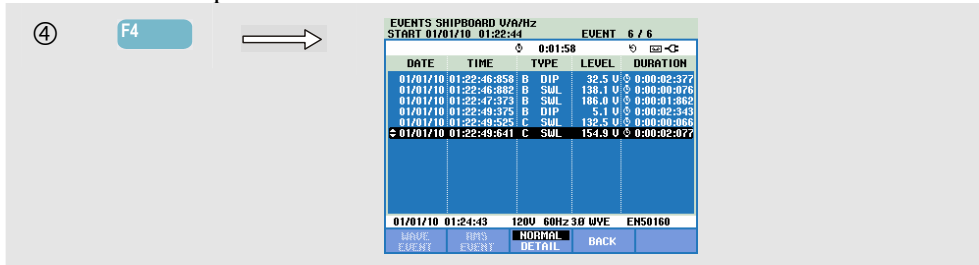 ④ F4
EVENTS SHIPBOARD V/A/Hz
START 01/01/10 01:22:44 EVENT 6 / 6
0:01:58
DATE TIME TYPE LEVEL DURATION
01/01/10 01:22:46:858 B DIP 32.5 V 0:00:02:377
01/01/10 01:22:46:882 B SWL 138.1 V 0:00:00:076
01/01/10 01:22:47:373 B SWL 186.0 V 0:00:01:862
01/01/10 01:22:49:375 B DIP 5.1 V 0:00:02:343
01/01/10 01:22:49:525 C SWL 132.5 V 0:00:00:066
01/01/10 01:22:49:641 C SWL 154.9 V 0:00:02:077
01/01/10 01:24:43 120V 60Hz 3Ø WYE EN50160
WAVE EVENT RMS EVENT NORMAL DETAIL BACK